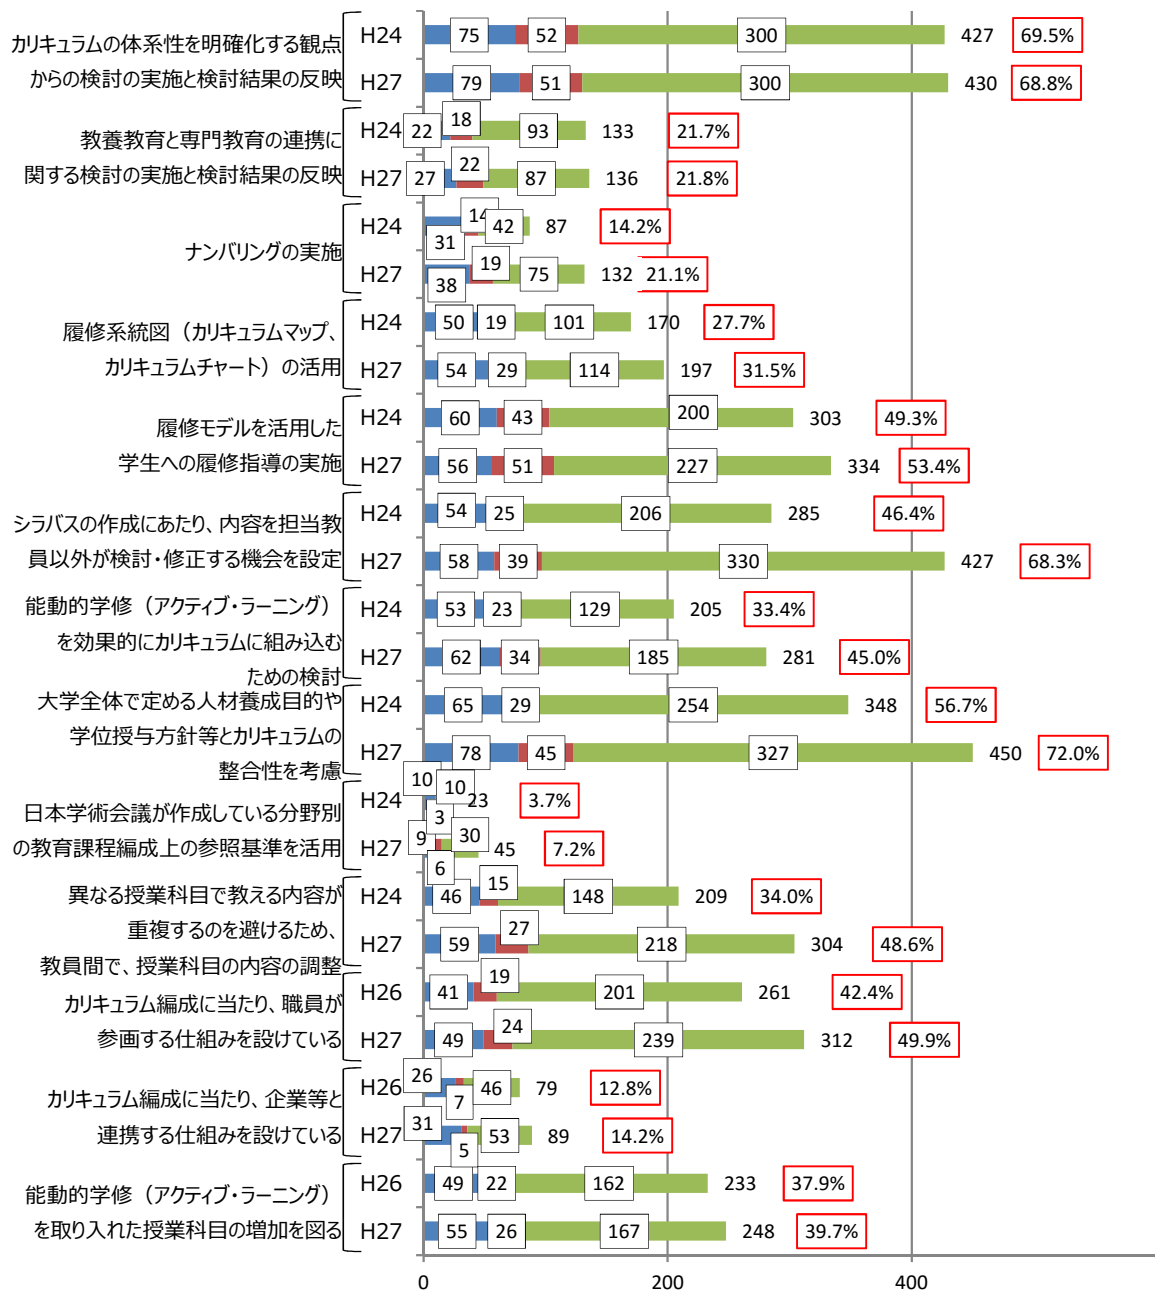 カリキュラムの体系性を明確化する観点
からの検討の実施と検討結果の反映
H24 75 52 300 427 69.5%
H27 79 51 300 430 68.8%
教養教育と専門教育の連携に
関する検討の実施と検討結果の反映
H24 22 18 93 133 21.7%
H27 27 22 87 136 21.8%
ナンバリングの実施
H24 31 14 42 87 14.2%
H27 38 19 75 132 21.1%
履修系統図（カリキュラムマップ、
カリキュラムチャート）の活用
H24 50 19 101 170 27.7%
H27 54 29 114 197 31.5%
履修モデルを活用した
学生への履修指導の実施
H24 60 43 200 303 49.3%
H27 56 51 227 334 53.4%
シラバスの作成にあたり、内容を担当教
員以外が検討・修正する機会を設定
H24 54 25 206 285 46.4%
H27 58 39 330 427 68.3%
能動的学修（アクティブ・ラーニング）
を効果的にカリキュラムに組み込む
ための検討
H24 53 23 129 205 33.4%
H27 62 34 185 281 45.0%
大学全体で定める人材養成目的や
学位授与方針等とカリキュラムの
整合性を考慮
H24 65 29 254 348 56.7%
H27 78 45 327 450 72.0%
日本学術会議が作成している分野別
の教育課程編成上の参照基準を活用
H24 10 3 10 23 3.7%
H27 9 6 30 45 7.2%
異なる授業科目で教える内容が
重複するのを避けるため、
教員間で、授業科目の内容の調整
H24 46 15 148 209 34.0%
H27 59 27 218 304 48.6%
カリキュラム編成に当たり、職員が
参画する仕組みを設けている
H26 41 19 201 261 42.4%
H27 49 24 239 312 49.9%
カリキュラム編成に当たり、企業等と
連携する仕組みを設けている
H26 26 7 46 79 12.8%
H27 31 5 53 89 14.2%
能動的学修（アクティブ・ラーニング）
を取り入れた授業科目の増加を図る
H26 49 22 162 233 37.9%
H27 55 26 167 248 39.7%
0 200 400